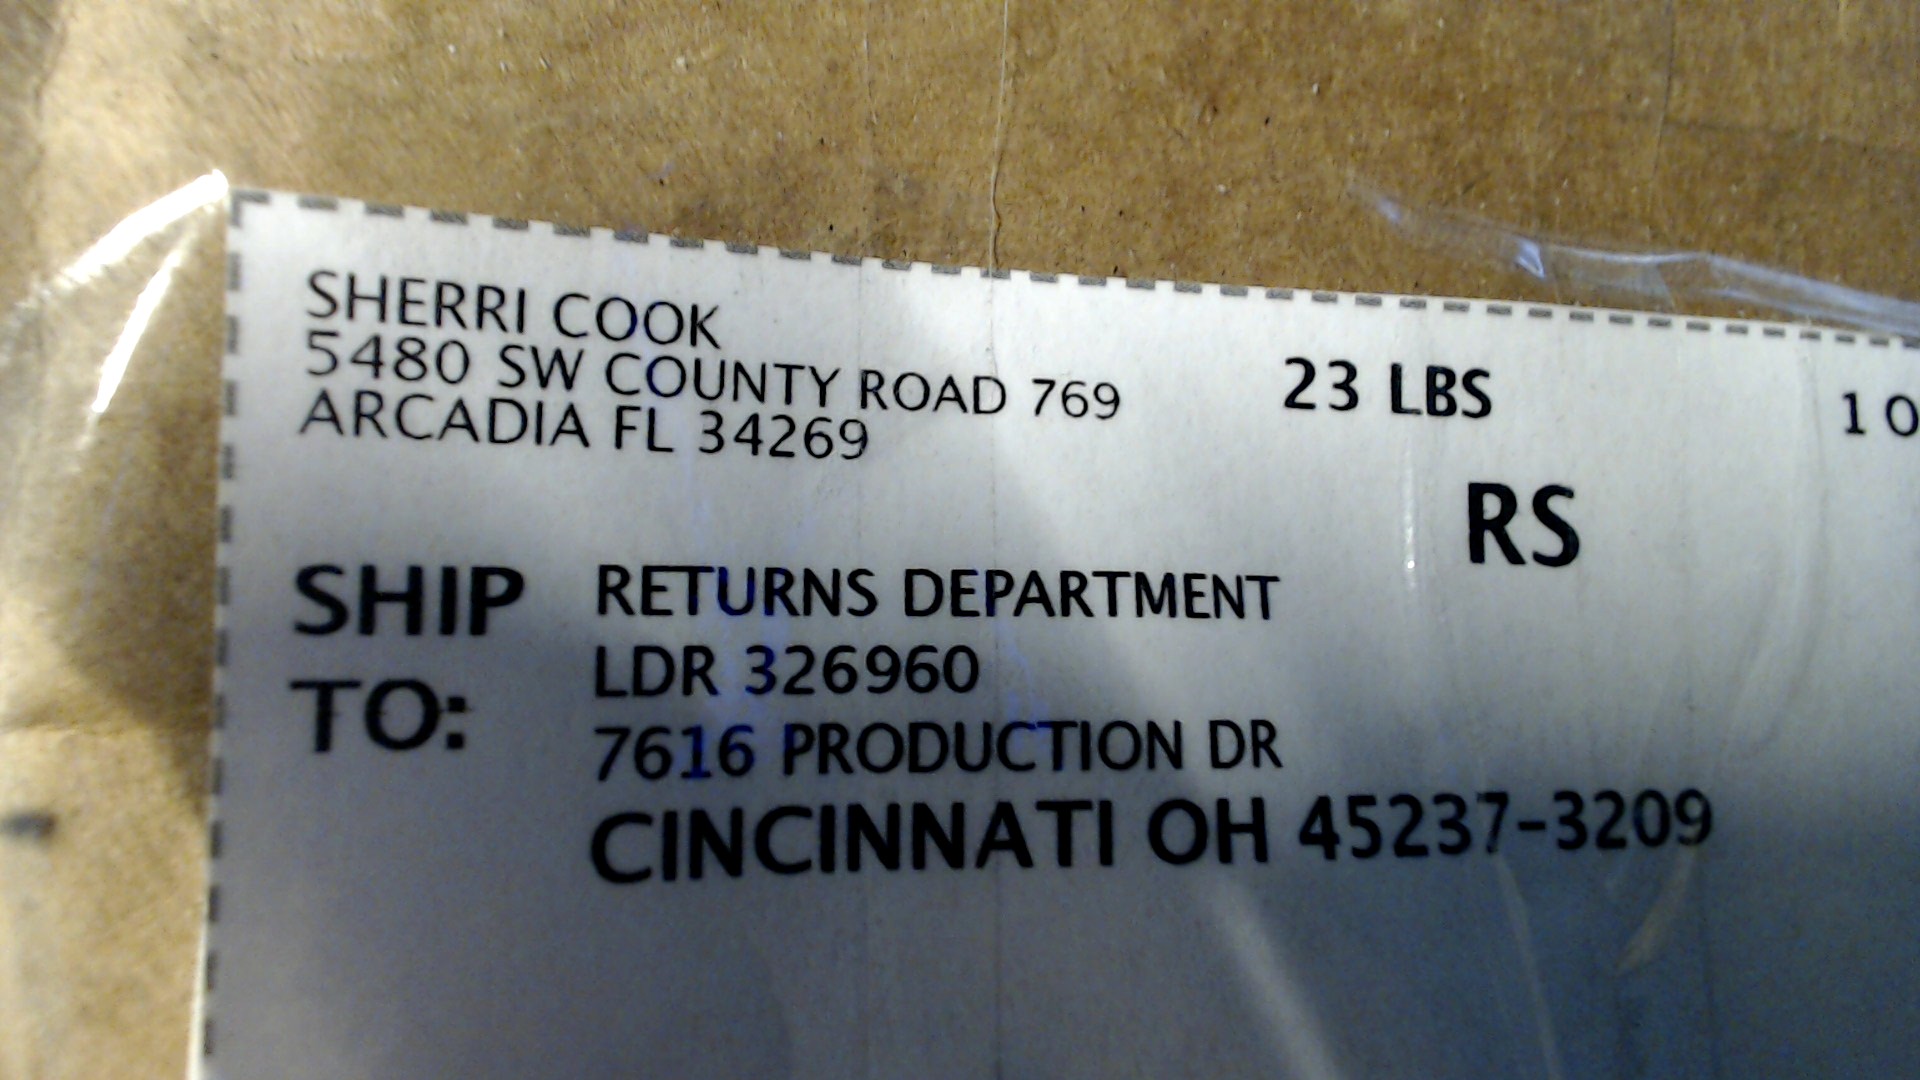 SHERRI COOK
5480 SW COUNTY ROAD 769
ARCADIA FL 34269
23 LBS
10
RS
SHIP TO:
RETURNS DEPARTMENT
LDR 326960
7616 PRODUCTION DR
CINCINNATI OH 45237-3209